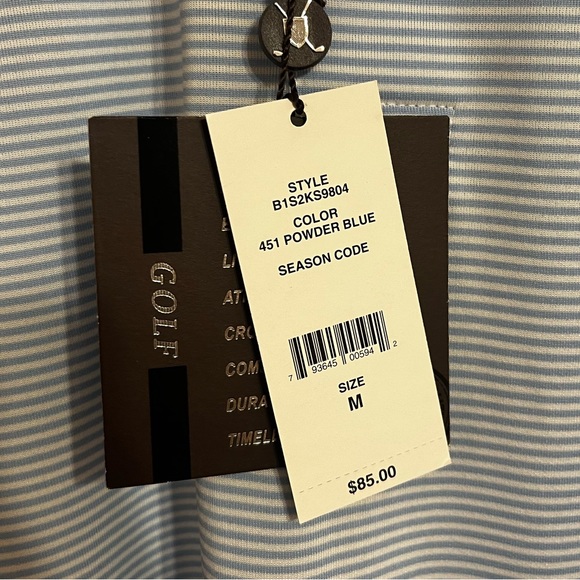 STYLE
B1S2KS9804
COLOR
451 POWDER BLUE
SEASON CODE
7 93645 00594 2
SIZE
M
$85.00
GOLF